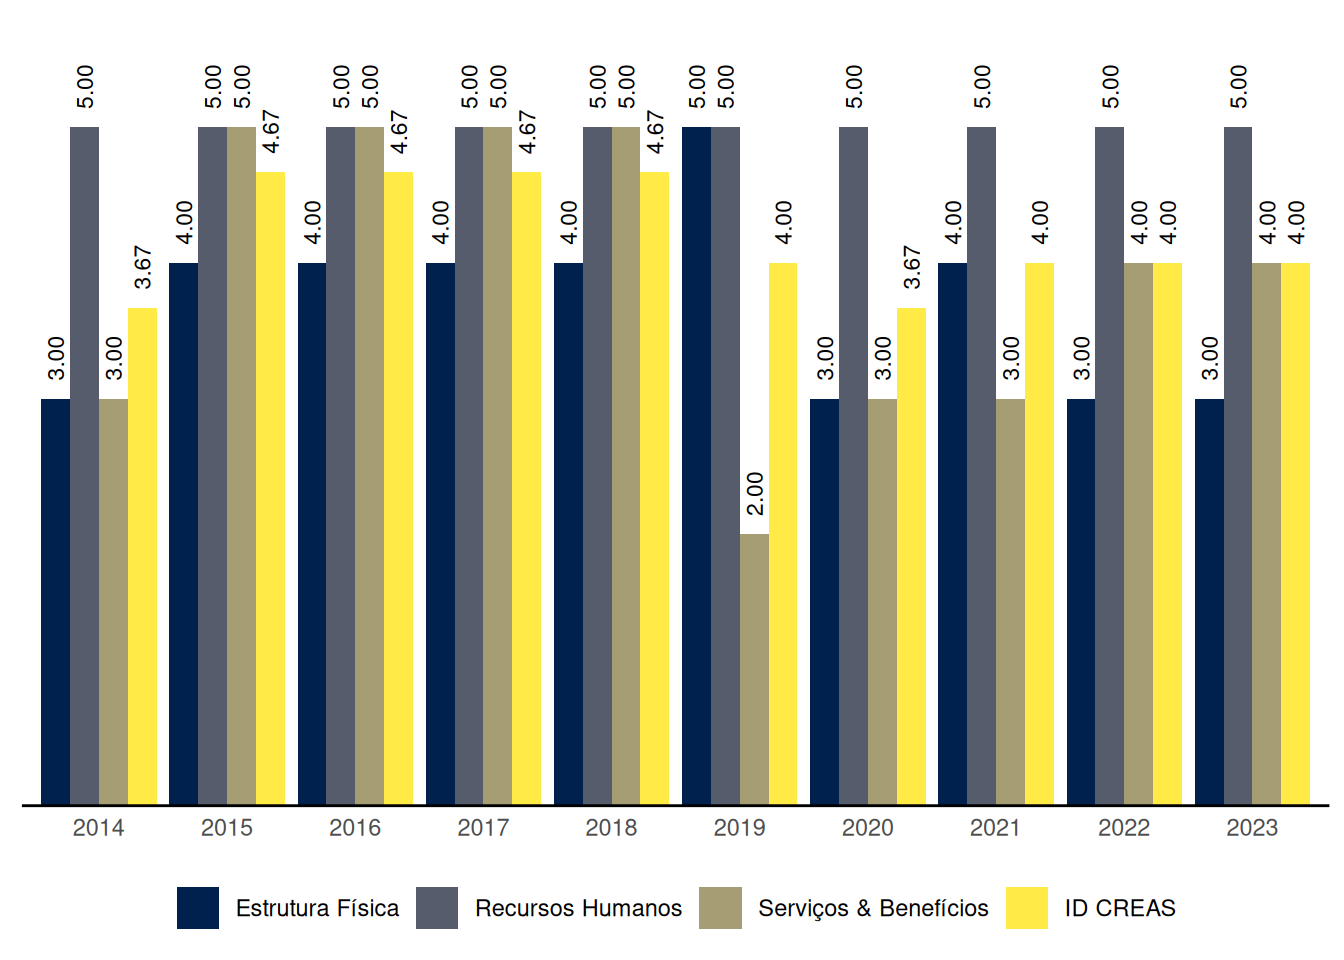 5.00 5.00 5.00 5.00 5.00 5.00 5.00 5.00 5.00 5.00 5.00 5.00 5.00 5.00 5.00
4.67 4.67 4.67 4.67
4.00 4.00 4.00 4.00 4.00 4.00 4.00 4.00 4.00 4.00 4.00
3.67 3.67
3.00 3.00 3.00 3.00 3.00 3.00 3.00
2.00
2014 2015 2016 2017 2018 2019 2020 2021 2022 2023
Estrutura Física Recursos Humanos Serviços & Benefícios ID CREAS